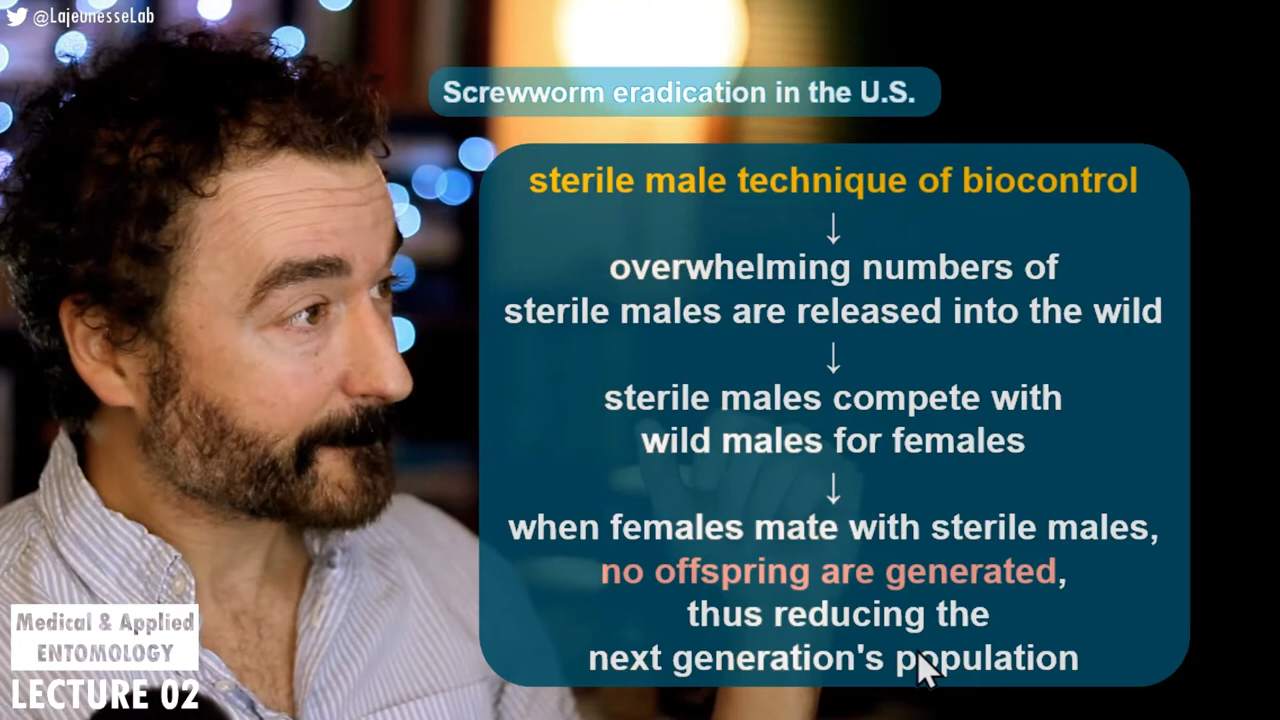 @LajeunesseLab
Screwworm eradication in the U.S.
sterile male technique of biocontrol
↓
overwhelming numbers of
sterile males are released into the wild
↓
sterile males compete with
wild males for females
↓
when females mate with sterile males,
no offspring are generated,
thus reducing the
next generation's population
Medical & Applied
ENTOMOLOGY
LECTURE 02